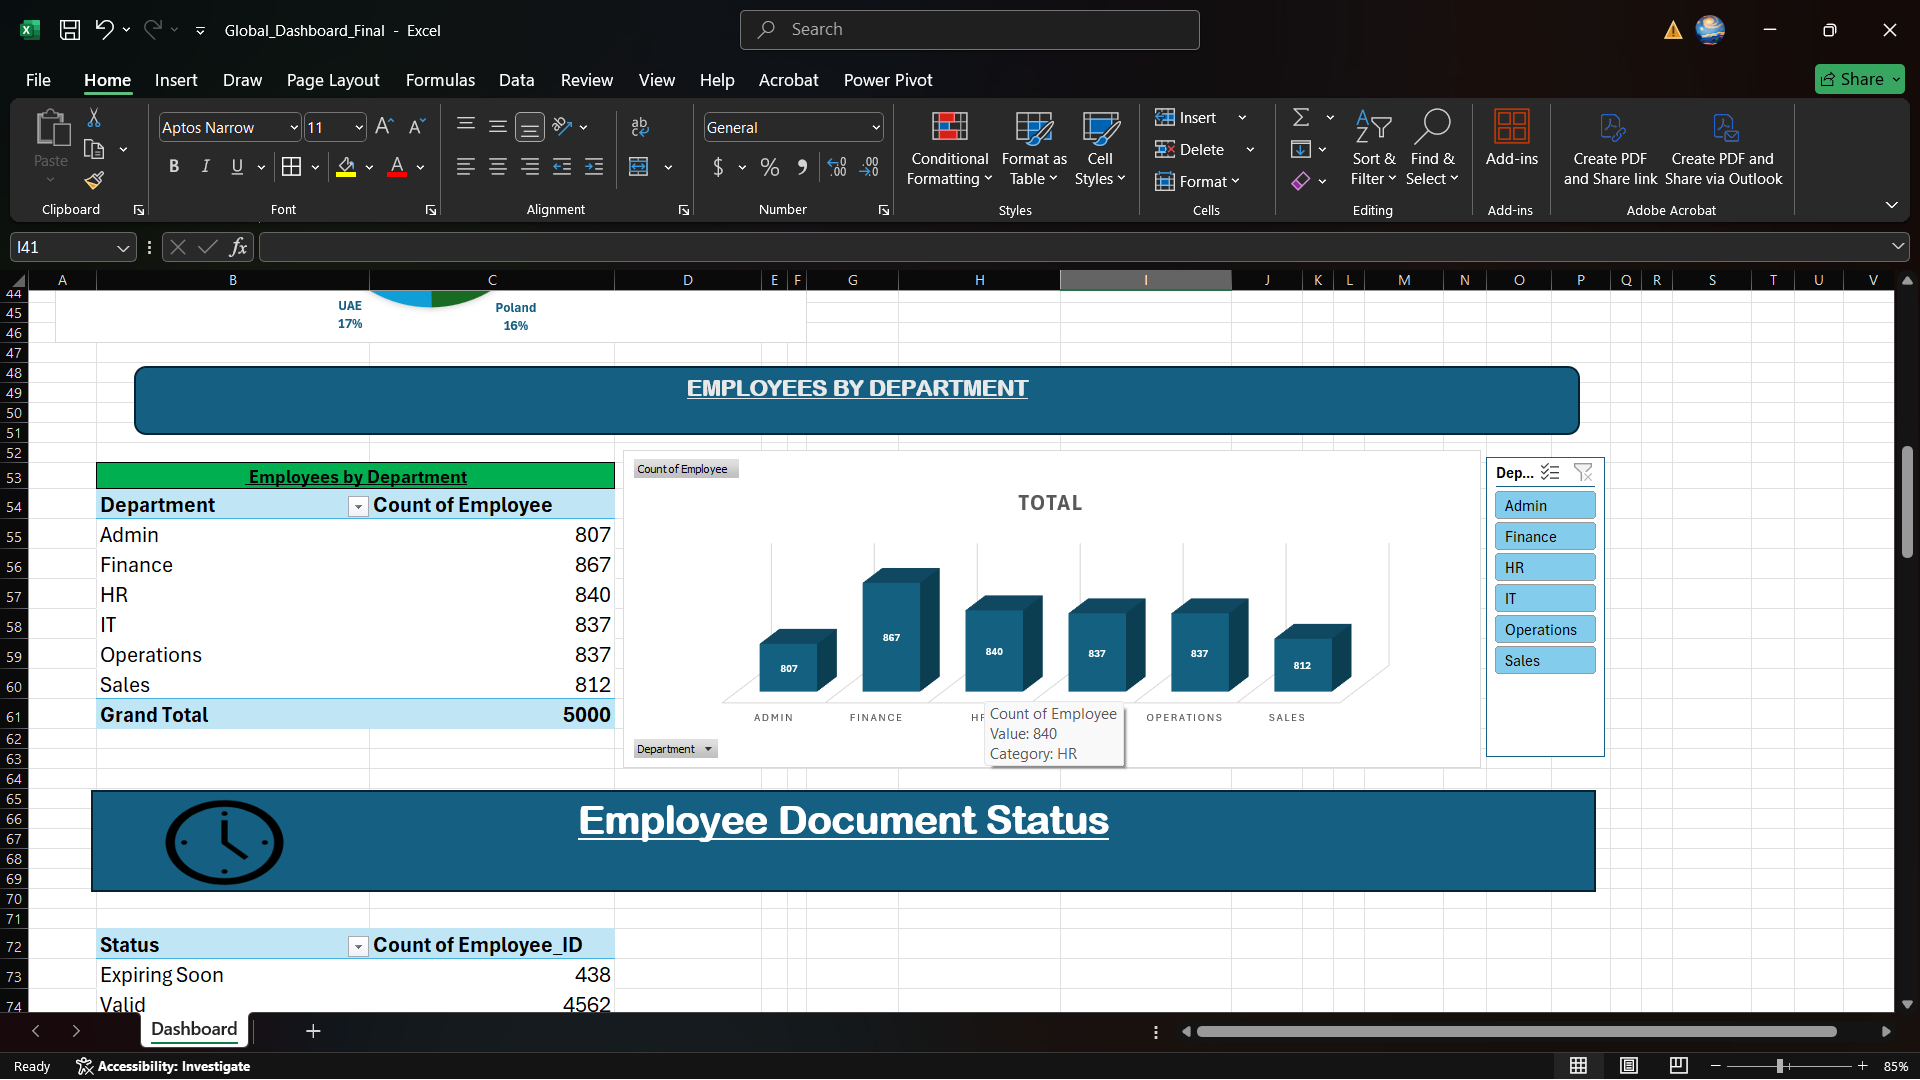 Global_Dashboard_Final - Excel
Search
File Home Insert Draw Page Layout Formulas Data Review View Help Acrobat Power Pivot
Share
Paste
Aptos Narrow 11
General
Conditional Formatting
Format as Table
Cell Styles
Insert
Delete
Format
Sort & Filter
Find & Select
Add-ins
Create PDF and Share link
Create PDF and Share via Outlook
Clipboard Font Alignment Number Styles Cells Editing Add-ins Adobe Acrobat
I41
fx
A B C D E F G H I J K L M N O P Q R S T U V
44
45
46
47
48
49
50
51
52
53
54
55
56
57
58
59
60
61
62
63
64
65
66
67
68
69
70
71
72
73
74
UAE
17%
Poland
16%
EMPLOYEES BY DEPARTMENT
Employees by Department
Department Count of Employee
Admin 807
Finance 867
HR 840
IT 837
Operations 837
Sales 812
Grand Total 5000
Count of Employee
TOTAL
807 867 840 837 837 812
ADMIN FINANCE OPERATIONS SALES
Count of Employee
Value: 840
Category: HR
Department
Dep...
Admin
Finance
HR
IT
Operations
Sales
Employee Document Status
Status Count of Employee_ID
Expiring Soon 438
Valid 4562
Dashboard
Ready Accessibility: Investigate 85%